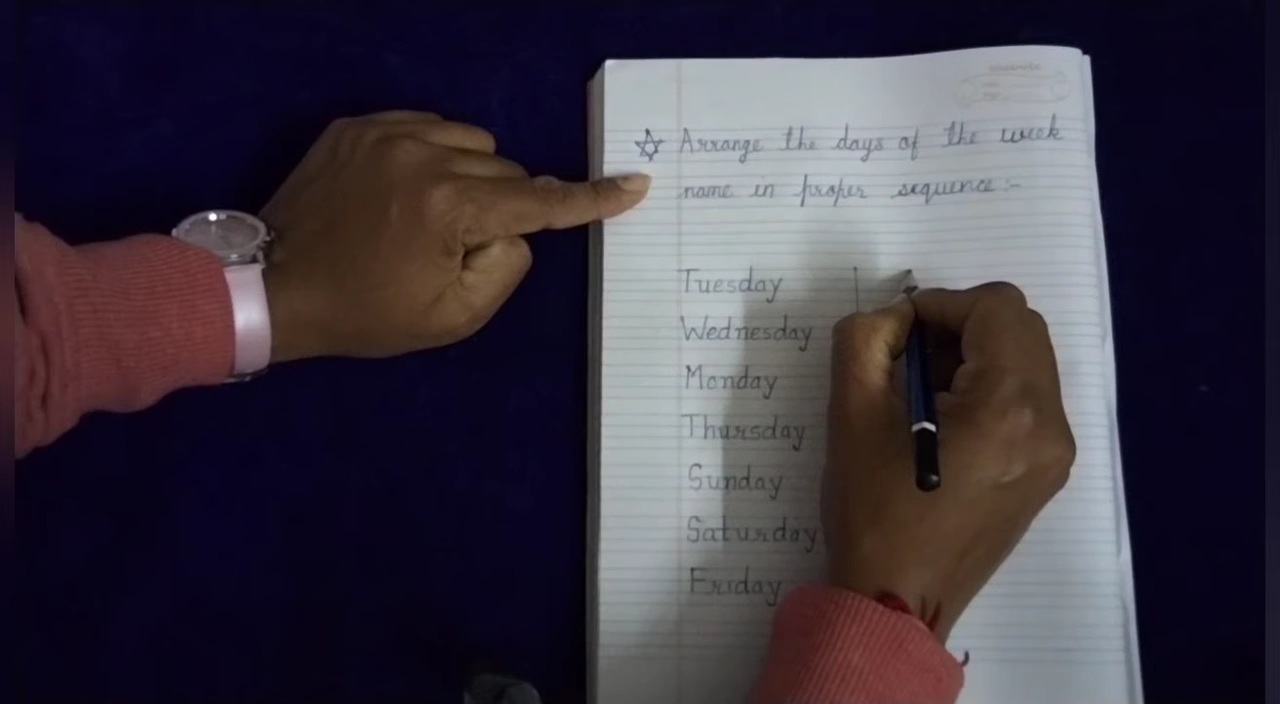 ☆ Arrange the days of the week
name in proper sequence:-
Tuesday
Wednesday
Monday
Thursday
Sunday
Saturday
Friday